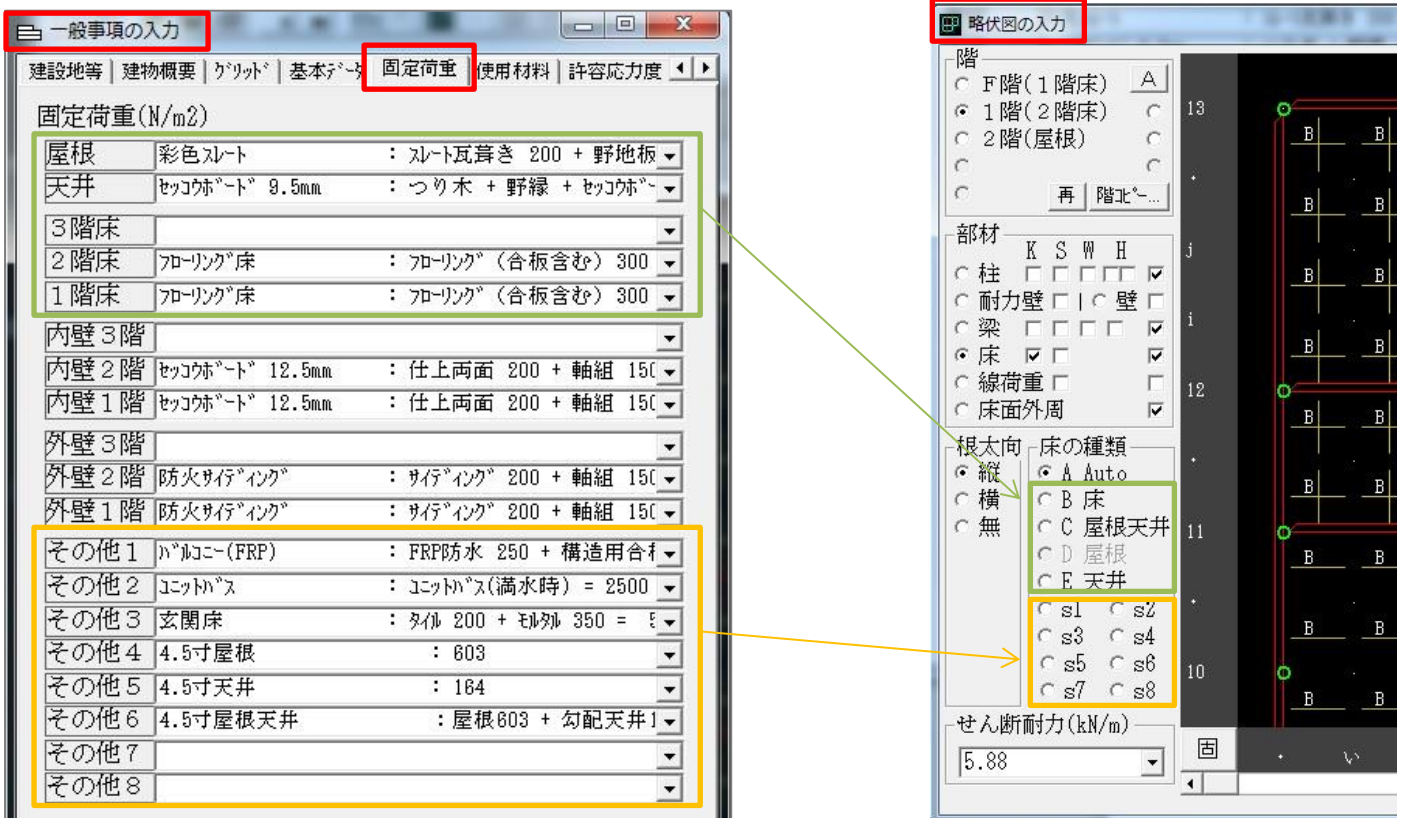 一般事項の入力
建設地等 建物概要 ｸﾞﾘｯﾄﾞ 基本ﾃﾞｰﾀ 固定荷重 使用材料 許容応力度
固定荷重(N/m2)
屋根 彩色ｽﾚｰﾄ : ｽﾚｰﾄ瓦葺き 200 + 野地板
天井 ｾｯｺｳﾎﾞｰﾄﾞ 9.5mm : つり木 + 野縁 + ｾｯｺｳﾎﾞｰ
３階床
２階床 ﾌﾛｰﾘﾝｸﾞ床 : ﾌﾛｰﾘﾝｸﾞ (合板含む) 300
１階床 ﾌﾛｰﾘﾝｸﾞ床 : ﾌﾛｰﾘﾝｸﾞ (合板含む) 300
内壁３階
内壁２階 ｾｯｺｳﾎﾞｰﾄﾞ 12.5mm : 仕上両面 200 + 軸組 150
内壁１階 ｾｯｺｳﾎﾞｰﾄﾞ 12.5mm : 仕上両面 200 + 軸組 150
外壁３階
外壁２階 防火ｻｲﾃﾞｨﾝｸﾞ : ｻｲﾃﾞｨﾝｸﾞ 200 + 軸組 150
外壁１階 防火ｻｲﾃﾞｨﾝｸﾞ : ｻｲﾃﾞｨﾝｸﾞ 200 + 軸組 150
その他１ ﾊﾞﾙｺﾆｰ(FRP) : FRP防水 250 + 構造用合
その他２ ﾕﾆｯﾄﾊﾞｽ : ﾕﾆｯﾄﾊﾞｽ(満水時) = 2500
その他３ 玄関床 : ﾀｲﾙ 200 + ﾓﾙﾀﾙ 350 =
その他４ 4.5寸屋根 : 603
その他５ 4.5寸天井 : 164
その他６ 4.5寸屋根天井 :屋根603 + 勾配天井1
その他７
その他８
略伏図の入力
階
F階(1階床) A
1階(2階床)
2階(屋根)
再 階ｺﾋﾟｰ...
部材
K S W H
柱
耐力壁 | 壁
梁
床
線荷重
床面外周
根太向
縦
横
無
床の種類
A Auto
B 床
C 屋根天井
D 屋根
E 天井
s1 s2
s3 s4
s5 s6
s7 s8
せん断耐力(kN/m)
5.88
13
B B
B B
j
B B
i
B B
12
B B
B B
11
B B
B B
10
B B
固 い